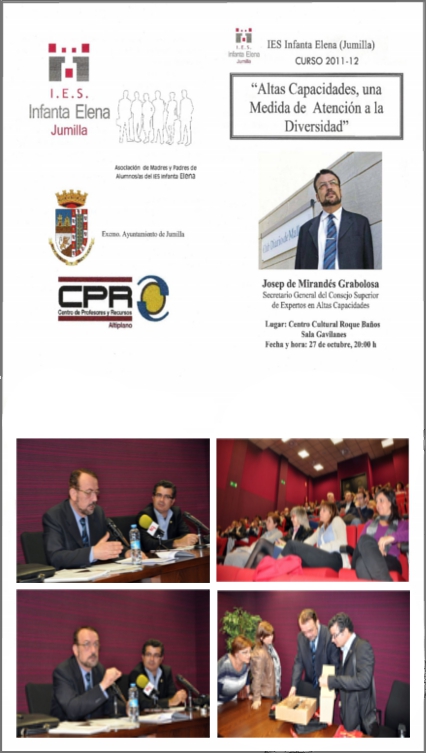 I.E.S.
Infanta Elena
Jumilla
Asociación de Madres y Padres de
Alumnos/as del IES Infanta Elena
Excmo. Ayuntamiento de Jumilla
CPR
Centro de Profesores y Recursos
Altiplano
I.E.S.
Infanta Elena
Jumilla
IES Infanta Elena (Jumilla)
CURSO 2011-12
“Altas Capacidades, una
Medida de Atención a la
Diversidad”
Josep de Mirandés Grabolosa
Secretario General del Consejo Superior
de Expertos en Altas Capacidades
Lugar: Centro Cultural Roque Baños
Sala Gavilanes
Fecha y hora: 27 de octubre, 20:00 h